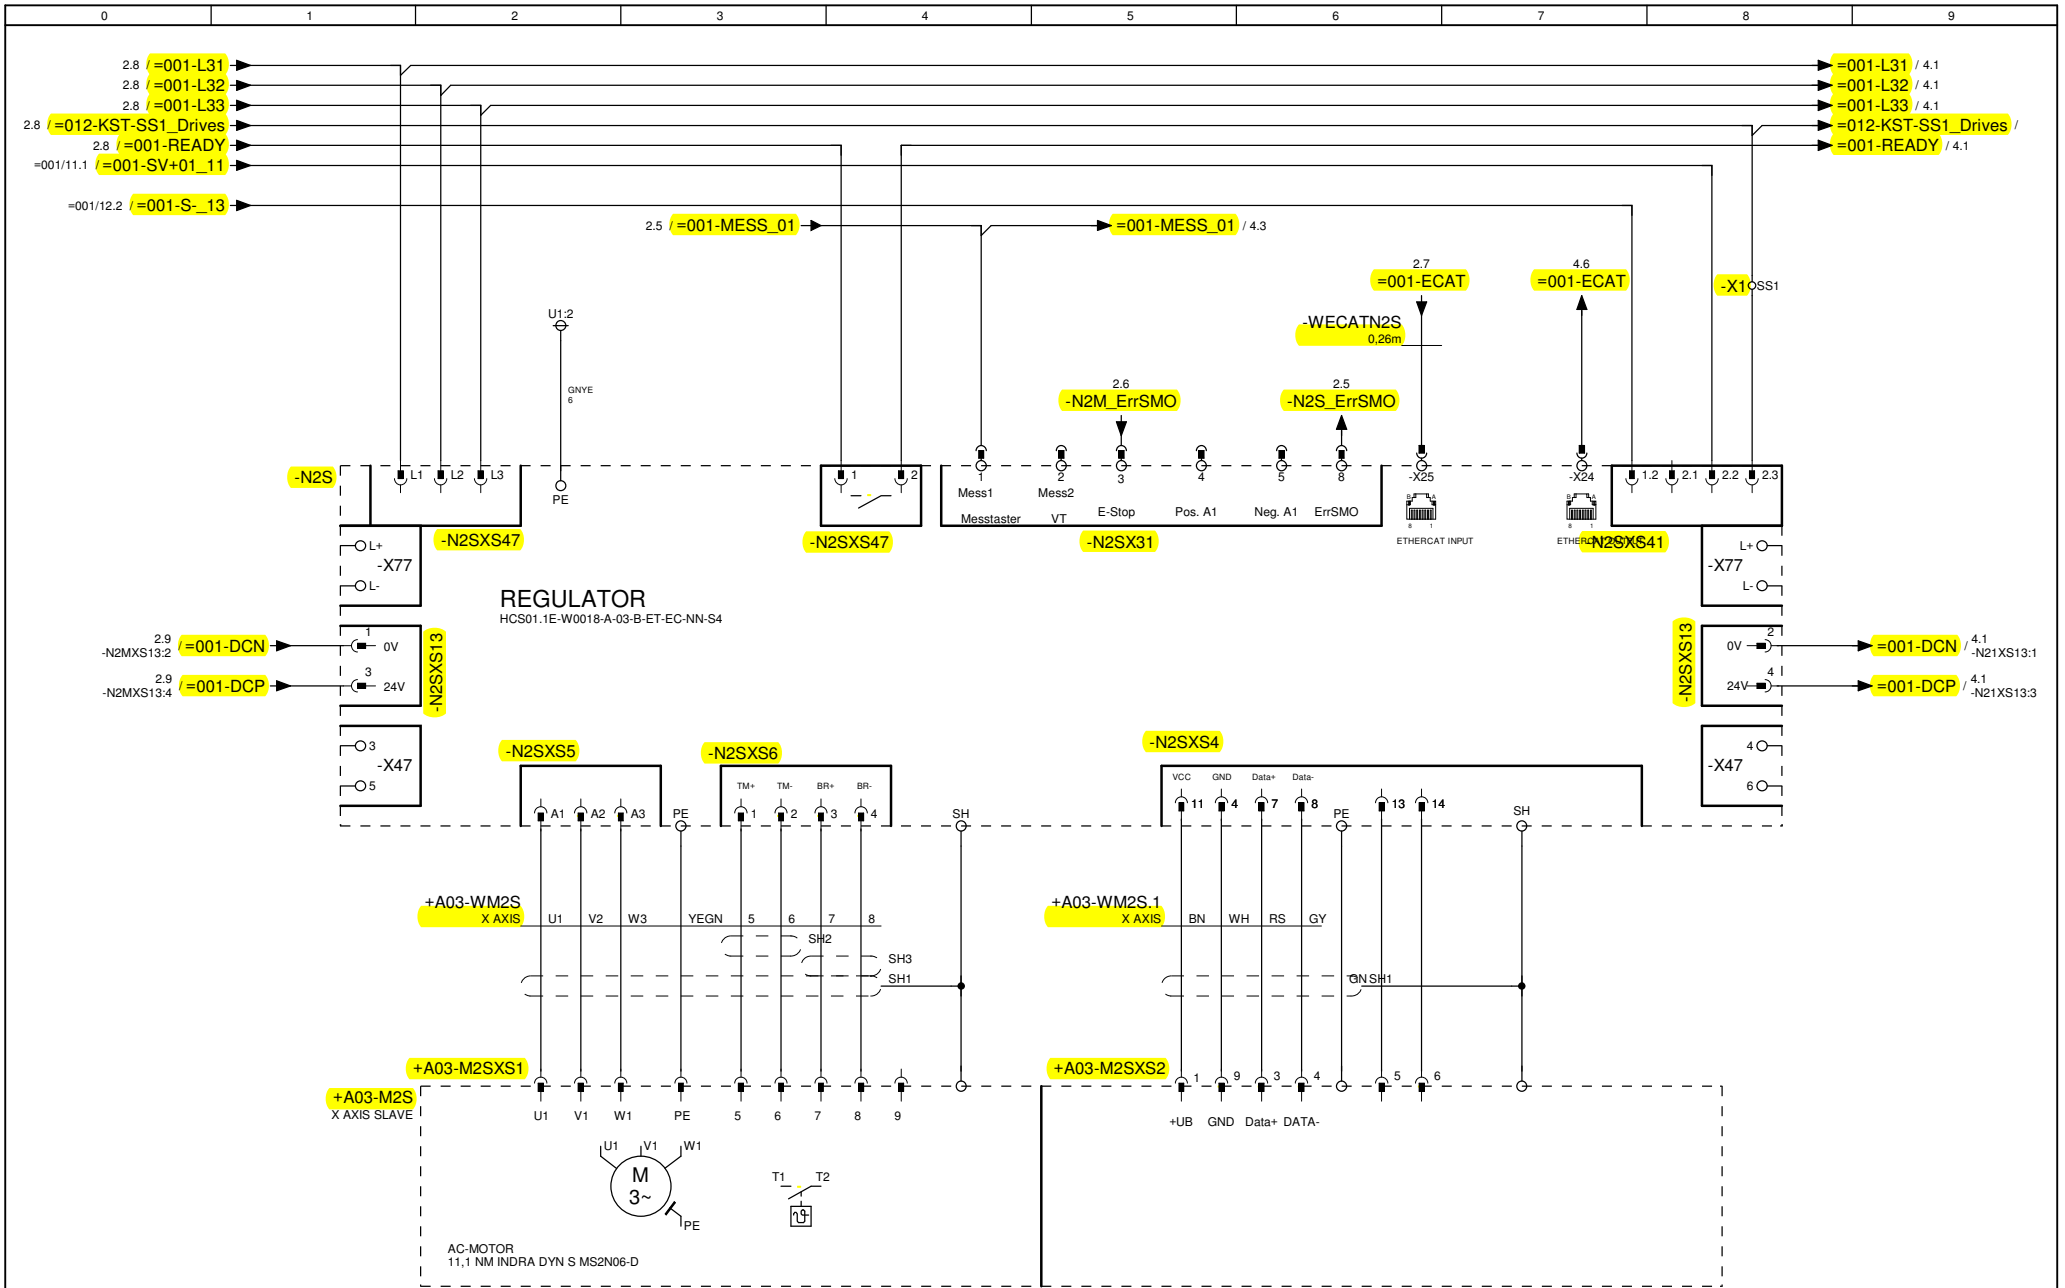 0 1 2 3 4 5 6 7 8 9
2.8 / =001-L31
=001-L31 / 4.1
2.8 / =001-L32
=001-L32 / 4.1
2.8 / =001-L33
=001-L33 / 4.1
2.8 / =012-KST-SS1_Drives
=012-KST-SS1_Drives /
2.8 / =001-READY
=001-READY / 4.1
=001/11.1 / =001-SV+01_11
=001/12.2 / =001-S-_13
2.5 / =001-MESS_01
=001-MESS_01 / 4.3
2.7
=001-ECAT
4.6
=001-ECAT
-X1 SS1
U1:2
-WECATN2S
0,26m
GNYE
6
2.6
-N2M_ErrSMO
2.5
-N2S_ErrSMO
-N2S
L1 L2 L3
PE
1 2
1 2 3 4 5 8
-X25
-X24
1.2 2.1 2.2 2.3
Mess1 Mess2
Messtaster VT E-Stop Pos. A1 Neg. A1 ErrSMO
B A
8 1
B A
8 1
-N2SXS47
-N2SXS47
-N2SX31
ETHERCAT INPUT
ETHERCAT OUTPUT
-N2SXS41
L+
-X77
L-
L+
-X77
L-
REGULATOR
HCS01.1E-W0018-A-03-B-ET-EC-NN-S4
2.9
-N2MXS13:2
/ =001-DCN
1
0V
2.9
-N2MXS13:4
/ =001-DCP
3
24V
-N2SXS13
-N2SXS13
2
0V
=001-DCN /
4.1
-N21XS13:1
4
24V
=001-DCP /
4.1
-N21XS13:3
3
-X47
5
4
-X47
6
-N2SXS5
-N2SXS6
-N2SXS4
TM+ TM- BR+ BR-
VCC GND Data+ Data-
A1 A2 A3 PE 1 2 3 4 SH
11 4 7 8 PE 13 14 SH
+A03-WM2S
X AXIS U1 V2 W3 YEGN 5 6 7 8
+A03-WM2S.1
X AXIS BN WH RS GY
SH2
SH3
SH1
GN SH1
+A03-M2SXS1
+A03-M2SXS2
1 9 3 4 5 6
+A03-M2S
X AXIS SLAVE
U1 V1 W1 PE 5 6 7 8 9
+UB GND Data+ DATA-
U1 V1 W1
M
3~
PE
T1 T2
ϑ
AC-MOTOR
11,1 NM INDRA DYN S MS2N06-D